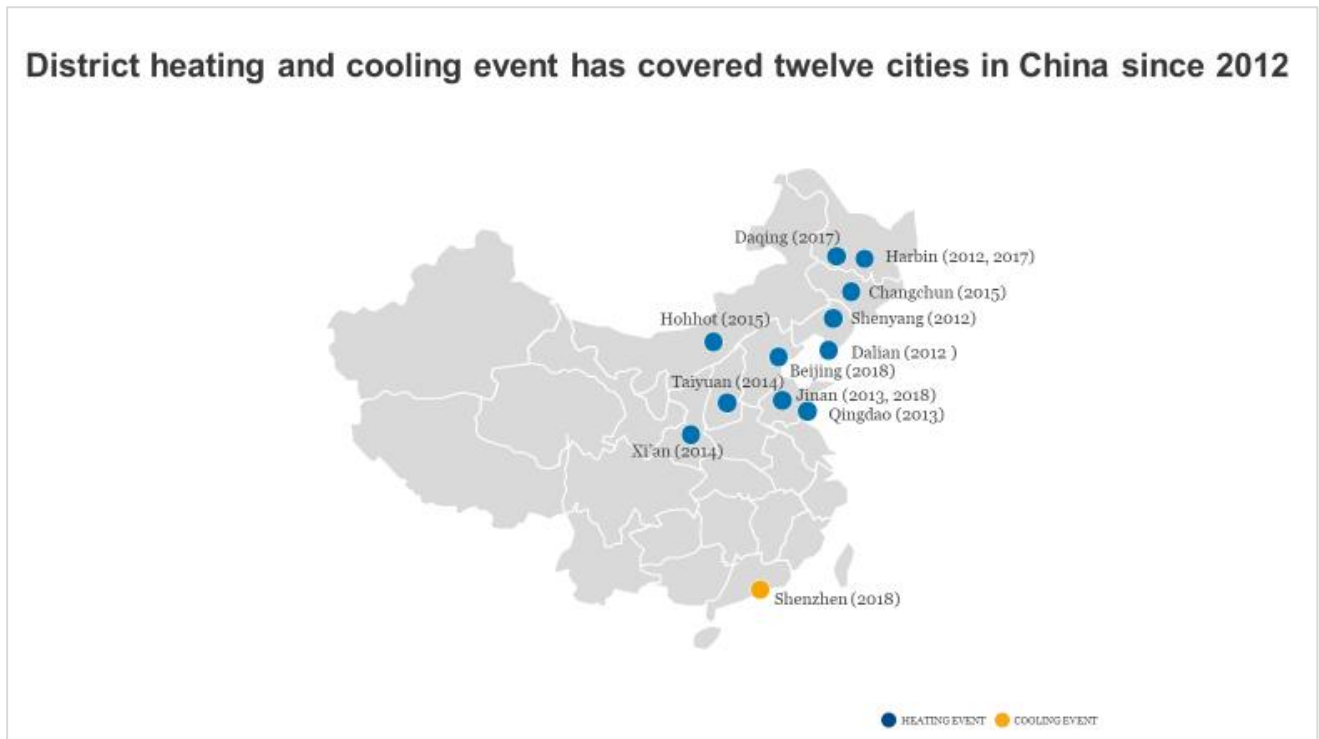 District heating and cooling event has covered twelve cities in China since 2012
Daqing (2017)
Harbin (2012, 2017)
Changchun (2015)
Hohhot (2015)
Shenyang (2012)
Dalian (2012 )
Beijing (2018)
Taiyuan (2014)
Jinan (2013, 2018)
Qingdao (2013)
Xi'an (2014)
Shenzhen (2018)
HEATING EVENT
COOLING EVENT